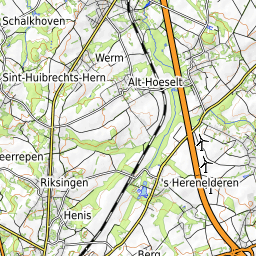 Schalkhoven
Werm
Sint-Huibrechts-Hern
Alt-Hoeselt
eerrepen
Riksingen
's Herenelderen
Henis
Berg